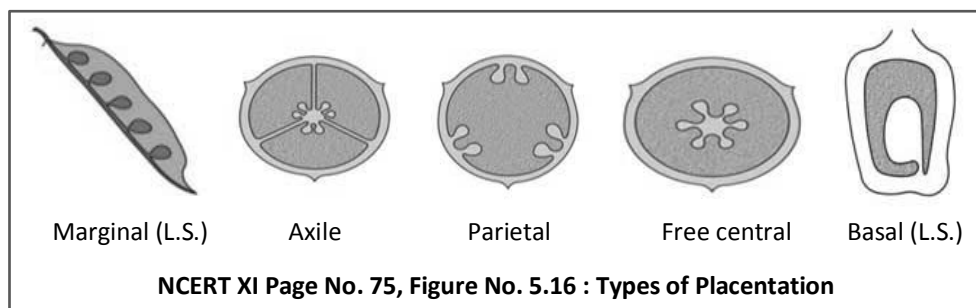 Marginal (L.S.) Axile Parietal Free central Basal (L.S.)
NCERT XI Page No. 75, Figure No. 5.16 : Types of Placentation